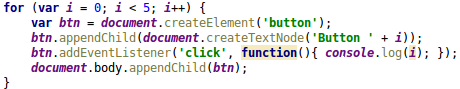 for (var i = 0; i < 5; i++) {
    var btn = document.createElement('button');
    btn.appendChild(document.createTextNode('Button ' + i));
    btn.addEventListener('click', function(){ console.log(i); });
    document.body.appendChild(btn);
}